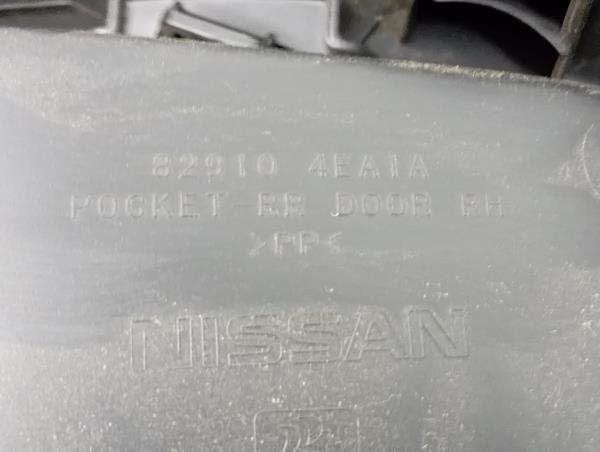 82910 4EA1A
POCKET-RR DOOR RH
>PP<
NISSAN